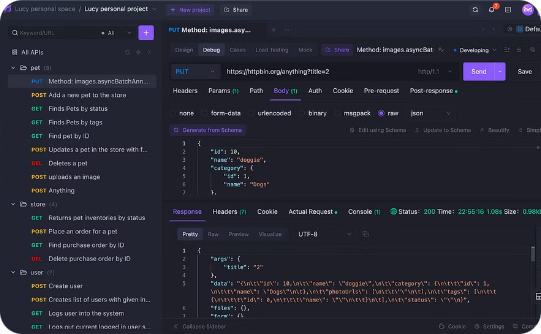 Lucy personal space / Lucy personal project
New project
Share
Keyword/URL
All
All APIs
pet (9)
PUT Method: images.asyncBatchAnn...
POST Add a new pet to the store
GET Finds Pets by status
GET Finds Pets by tags
GET Find pet by ID
POST Updates a pet in the store with f...
DEL Deletes a pet
POST uploads an image
POST Anything
store (4)
GET Returns pet inventories by status
POST Place an order for a pet
GET Find purchase order by ID
DEL Delete purchase order by ID
user (7)
POST Create user
POST Creates list of users with given in...
GET Logs user into the system
GET Logs out current logged in user s...
PUT Method: images.asy...
Defau
Design Debug Cases Load Testing Mock Share Method: images.asyncBat Developing
PUT https://httpbin.org/anything?title=2 http/1.1 Send Save
Headers Params (1) Path Body (1) Auth Cookie Pre-request Post-response
none form-data urlencoded binary msgpack raw json
Generate from Schema Edit using Schema Update to Schema Beautify Simpli
1 {
2 "id": 10,
3 "name": "doggie",
4 "category": {
5 "id": 1,
6 "name": "Dogs"
7 },
Response Headers (7) Cookie Actual Request Console (1) Status: 200 Time: 22:55:16 1.08s Size: 0.98kb
Pretty Raw Preview Visualize UTF-8
1 {
2 "args": {
3 "title": "2"
4 },
5 "data": "{\n\t\"id\": 10,\n\t\"name\": \"doggie\",\n\t\"category\": {\n\t\t\"id\": 1,
\n\t\t\"name\": \"Dogs\"\n\t},\n\t\"photoUrls\": [\n\t\t\"\"\n\t],\n\t\"tags\": [\n\t\t
{\n\t\t\t\"id\": 0,\n\t\t\t\"name\": \"\"\n\t\t}\n\t],\n\t\"status\": \"\"\n}",
6 "files": {},
7 "form": {},
Collapse Sidebar
Cookie Settings Com